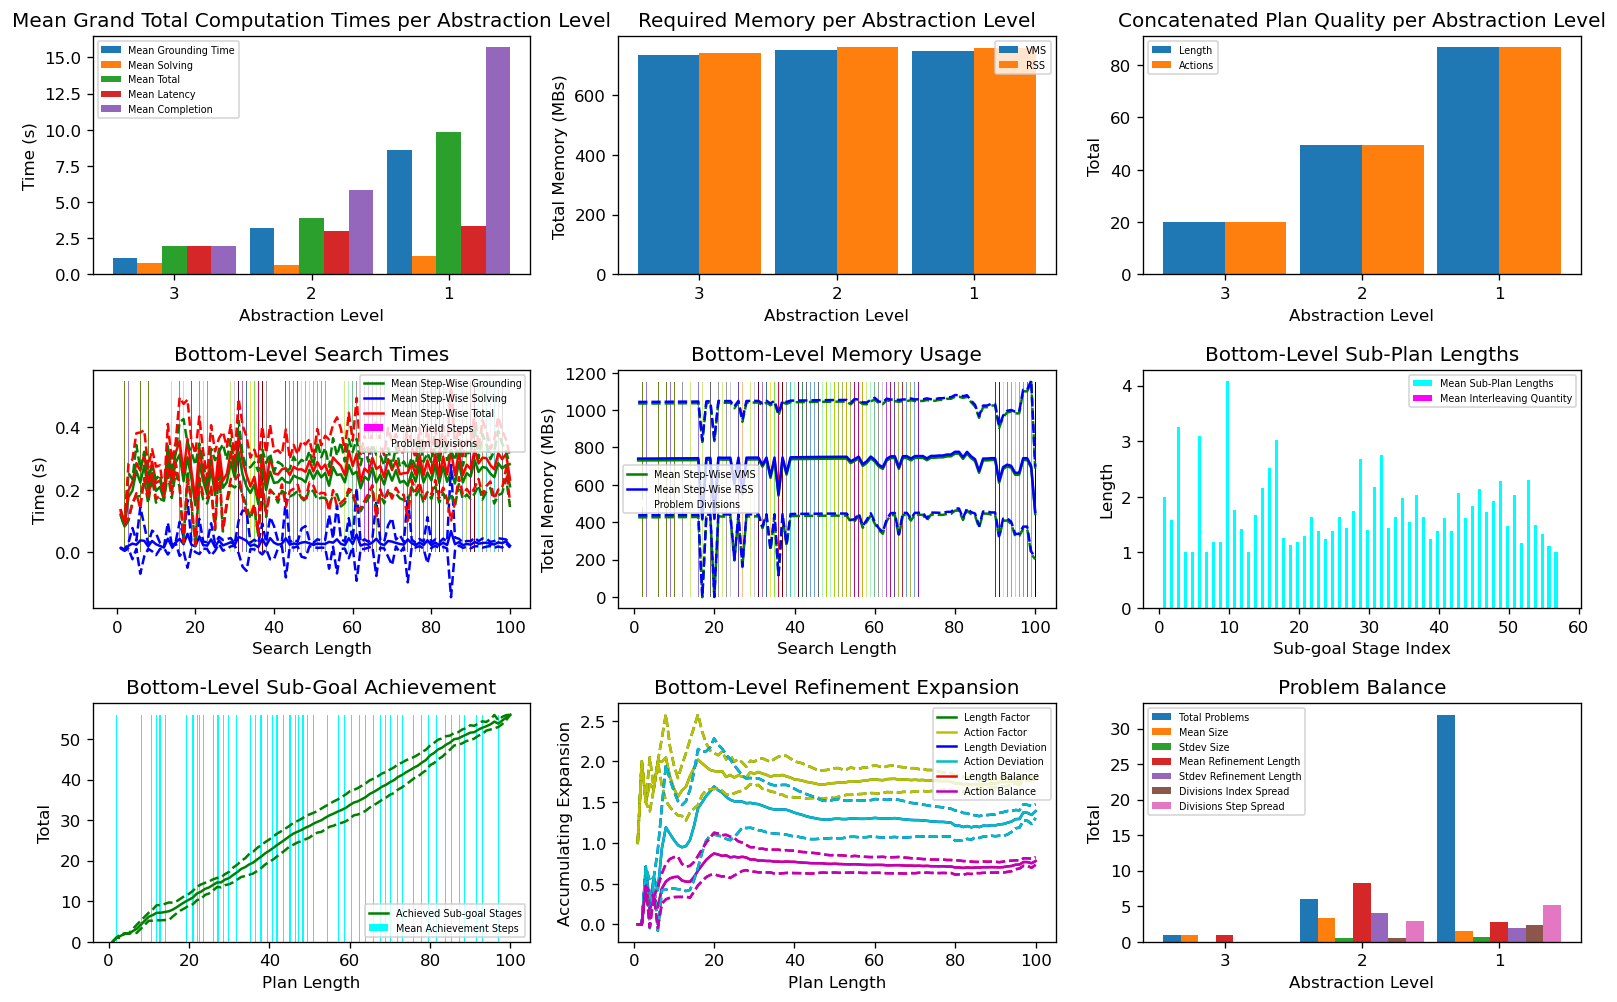 Mean Grand Total Computation Times per Abstraction Level
Time (s)
15.0
12.5
10.0
7.5
5.0
2.5
0.0
Mean Grounding Time
Mean Solving
Mean Total
Mean Latency
Mean Completion
3 2 1
Abstraction Level
Required Memory per Abstraction Level
Total Memory (MBs)
600
400
200
0
VMS
RSS
3 2 1
Abstraction Level
Concatenated Plan Quality per Abstraction Level
Total
80
60
40
20
0
Length
Actions
3 2 1
Abstraction Level
Bottom-Level Search Times
Time (s)
0.4
0.2
0.0
Mean Step-Wise Grounding
Mean Step-Wise Solving
Mean Step-Wise Total
Mean Yield Steps
Problem Divisions
0 20 40 60 80 100
Search Length
Bottom-Level Memory Usage
Total Memory (MBs)
1200
1000
800
600
400
200
0
Mean Step-Wise VMS
Mean Step-Wise RSS
Problem Divisions
0 20 40 60 80 100
Search Length
Bottom-Level Sub-Plan Lengths
Length
4
3
2
1
0
Mean Sub-Plan Lengths
Mean Interleaving Quantity
0 10 20 30 40 50 60
Sub-goal Stage Index
Bottom-Level Sub-Goal Achievement
Total
50
40
30
20
10
0
Achieved Sub-goal Stages
Mean Achievement Steps
0 20 40 60 80 100
Plan Length
Bottom-Level Refinement Expansion
Accumulating Expansion
2.5
2.0
1.5
1.0
0.5
0.0
Length Factor
Action Factor
Length Deviation
Action Deviation
Length Balance
Action Balance
0 20 40 60 80 100
Plan Length
Problem Balance
Total
30
25
20
15
10
5
0
Total Problems
Mean Size
Stdev Size
Mean Refinement Length
Stdev Refinement Length
Divisions Index Spread
Divisions Step Spread
3 2 1
Abstraction Level